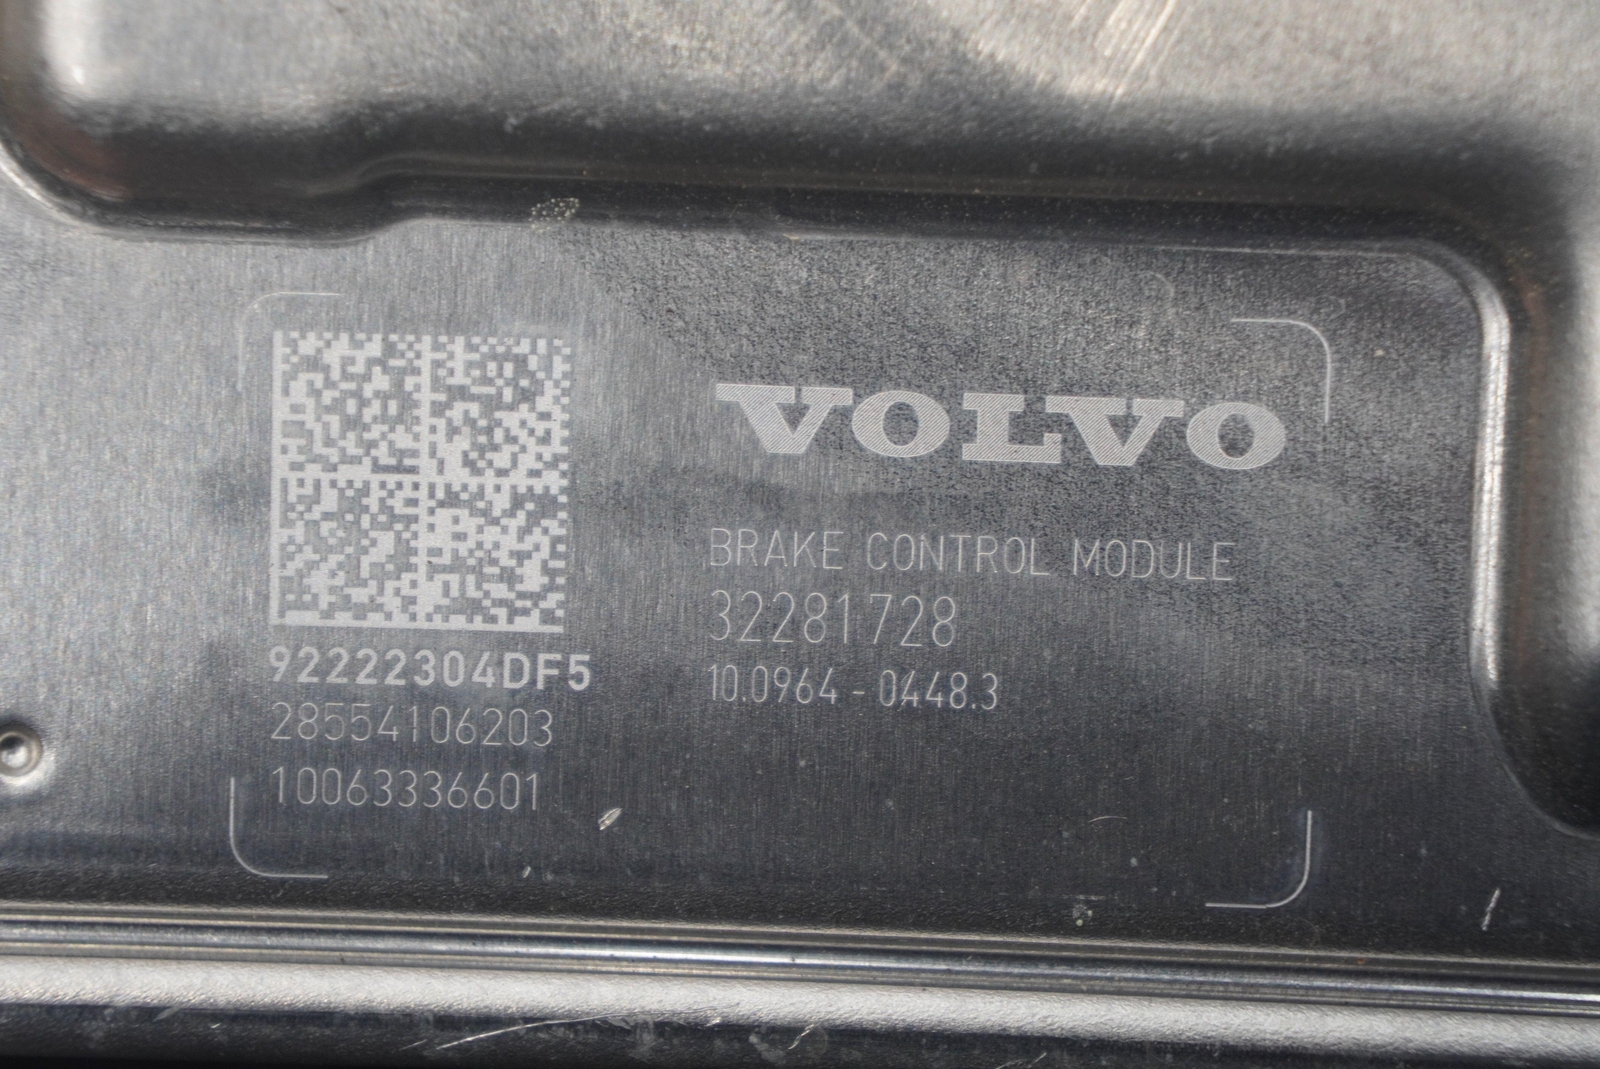 VOLVO
BRAKE CONTROL MODULE
32281728
10.0964-0448.3
92222304DF5
28554106203
10063336601